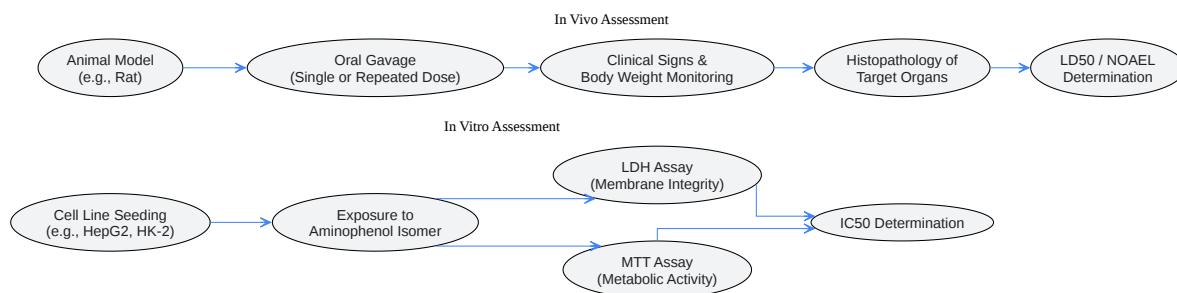 In Vivo Assessment
Animal Model
(e.g., Rat)
Oral Gavage
(Single or Repeated Dose)
Clinical Signs &
Body Weight Monitoring
Histopathology of
Target Organs
LD50 / NOAEL
Determination
In Vitro Assessment
Cell Line Seeding
(e.g., HepG2, HK-2)
Exposure to
Aminophenol Isomer
LDH Assay
(Membrane Integrity)
MTT Assay
(Metabolic Activity)
IC50 Determination